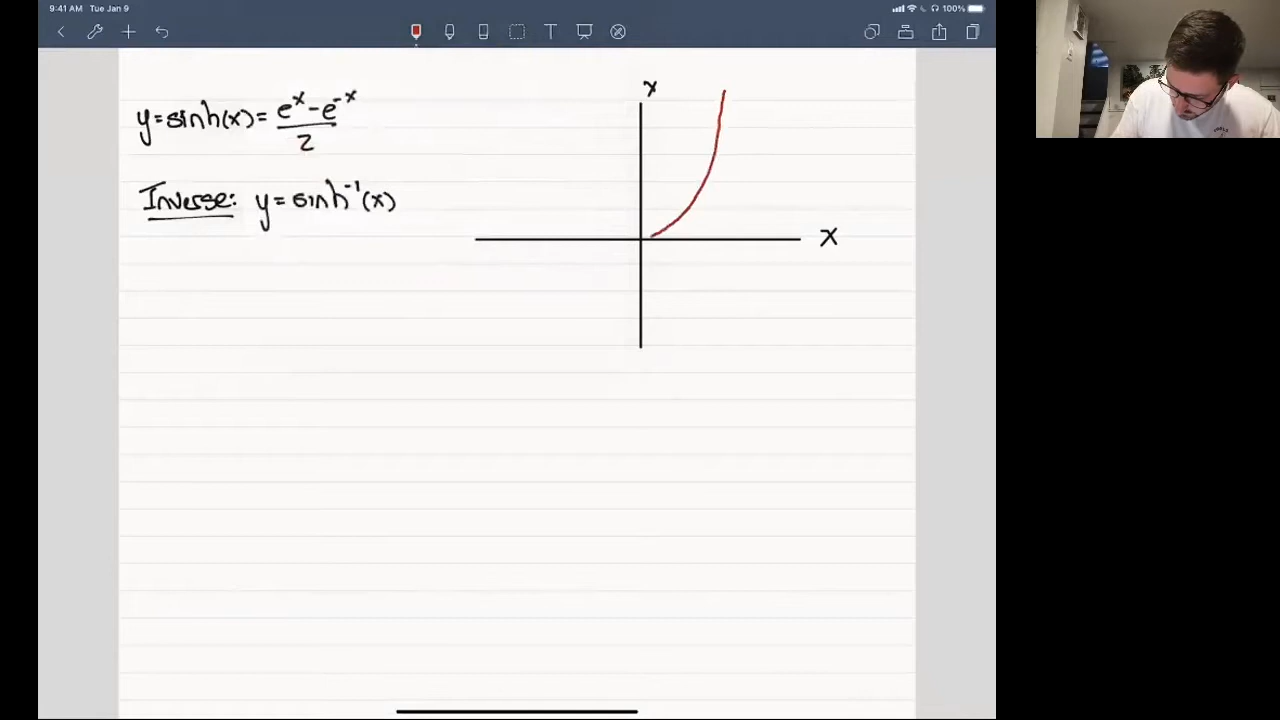 9:41 AM Tue Jan 9
100%
y=sinh(x)= e^x - e^-x / 2
Inverse: y=sinh^-1(x)
x
x